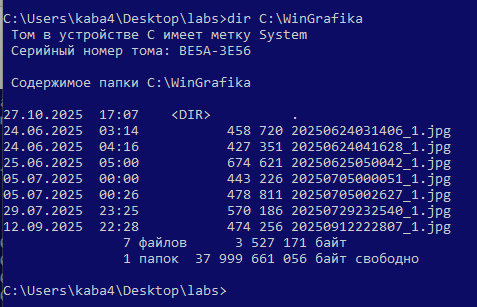 C:\Users\kaba4\Desktop\labs>dir C:\WinGrafika
Том в устройстве C имеет метку System
Серийный номер тома: BE5A-3E56
Содержимое папки C:\WinGrafika
27.10.2025  17:07    <DIR>          .
24.06.2025  03:14           458 720 20250624031406_1.jpg
24.06.2025  04:16           427 351 20250624041628_1.jpg
25.06.2025  05:00           674 621 20250625050042_1.jpg
05.07.2025  00:00           443 226 20250705000051_1.jpg
05.07.2025  00:26           478 811 20250705002627_1.jpg
29.07.2025  23:25           570 186 20250729232540_1.jpg
12.09.2025  22:28           474 256 20250912222807_1.jpg
7 файлов      3 527 171 байт
1 папок  37 999 661 056 байт свободно
C:\Users\kaba4\Desktop\labs>